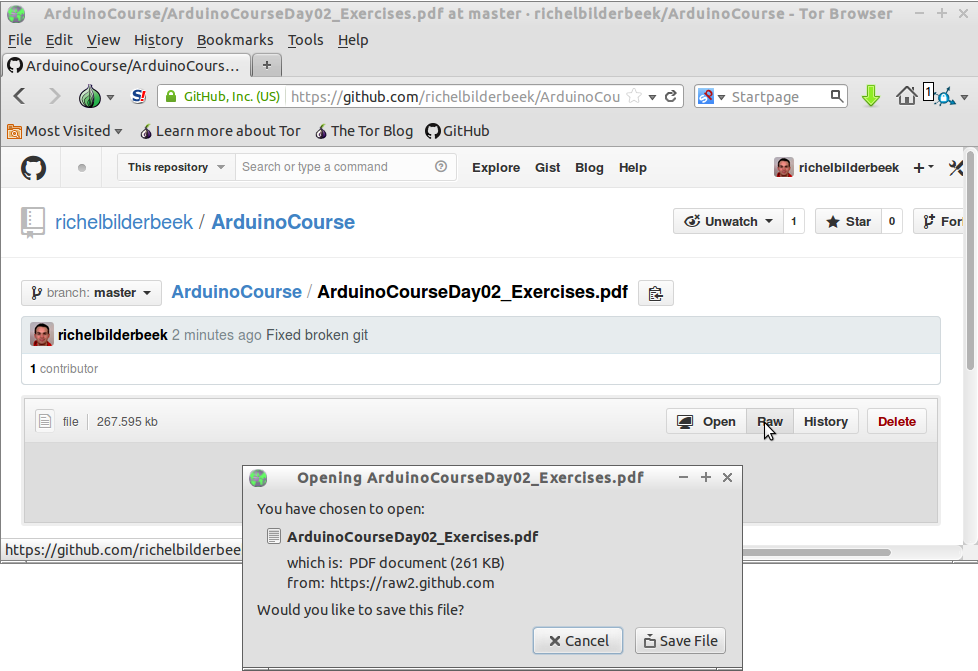 ArduinoCourse/ArduinoCourseDay02_Exercises.pdf at master · richelbilderbeek/ArduinoCourse - Tor Browser
File Edit View History Bookmarks Tools Help
ArduinoCourse/ArduinoCours... +
S! GitHub, Inc. (US) https://github.com/richelbilderbeek/ArduinoCou Startpage 1
Most Visited Learn more about Tor The Tor Blog GitHub
This repository Search or type a command Explore Gist Blog Help richelbilderbeek +
richelbilderbeek / ArduinoCourse Unwatch 1 Star 0 For
branch: master ArduinoCourse / ArduinoCourseDay02_Exercises.pdf
richelbilderbeek 2 minutes ago Fixed broken git
1 contributor
file 267.595 kb Open Raw History Delete
Opening ArduinoCourseDay02_Exercises.pdf
You have chosen to open:
ArduinoCourseDay02_Exercises.pdf
https://github.com/richelbilderbee
which is: PDF document (261 KB)
from: https://raw2.github.com
Would you like to save this file?
Cancel Save File